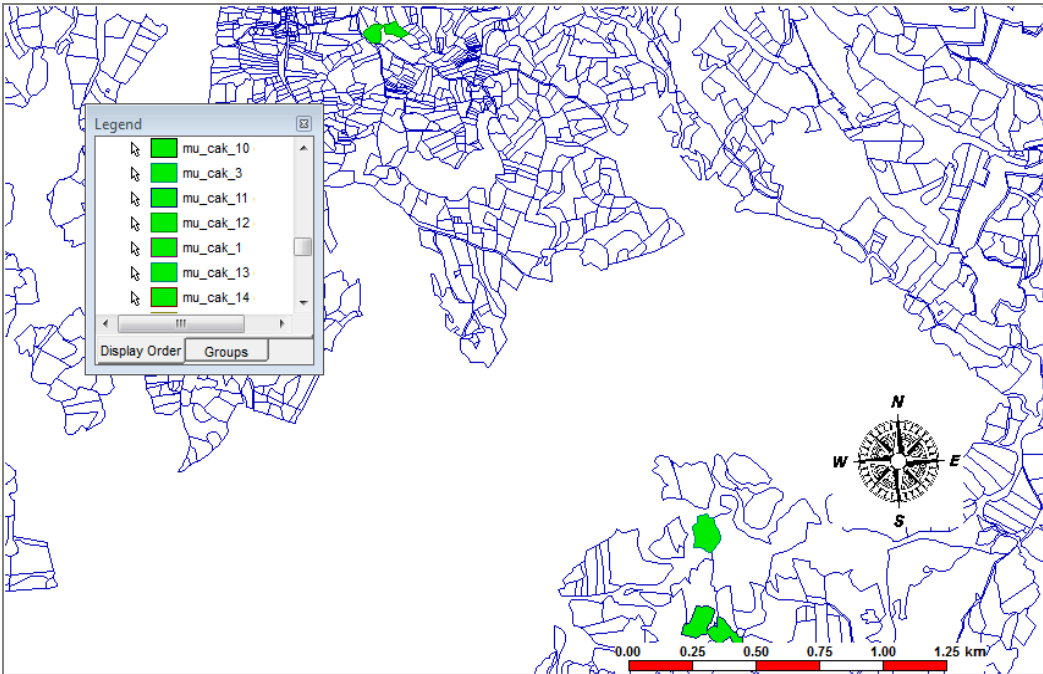 Legend
mu_cak_10
mu_cak_3
mu_cak_11
mu_cak_12
mu_cak_1
mu_cak_13
mu_cak_14
Display Order Groups
N
W E
S
0.00 0.25 0.50 0.75 1.00 1.25 km